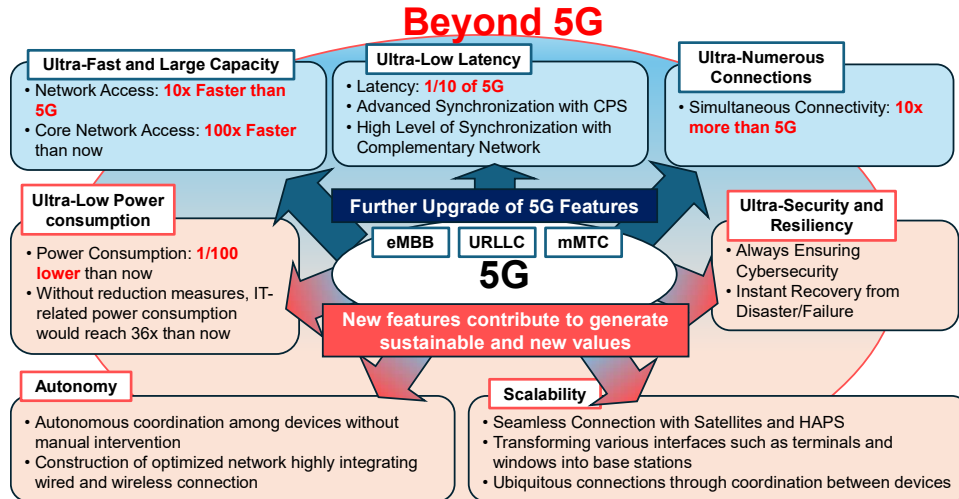 Beyond 5G
Ultra-Fast and Large Capacity
• Network Access: 10x Faster than
5G
• Core Network Access: 100x Faster
than now
Ultra-Low Latency
• Latency: 1/10 of 5G
• Advanced Synchronization with CPS
• High Level of Synchronization with
Complementary Network
Ultra-Numerous
Connections
• Simultaneous Connectivity: 10x
more than 5G
Ultra-Low Power
consumption
• Power Consumption: 1/100
lower than now
• Without reduction measures, IT-
related power consumption
would reach 36x than now
Further Upgrade of 5G Features
eMBB
URLLC
mMTC
5G
New features contribute to generate
sustainable and new values
Ultra-Security and
Resiliency
• Always Ensuring
Cybersecurity
• Instant Recovery from
Disaster/Failure
Autonomy
• Autonomous coordination among devices without
manual intervention
• Construction of optimized network highly integrating
wired and wireless connection
Scalability
• Seamless Connection with Satellites and HAPS
• Transforming various interfaces such as terminals and
windows into base stations
• Ubiquitous connections through coordination between devices